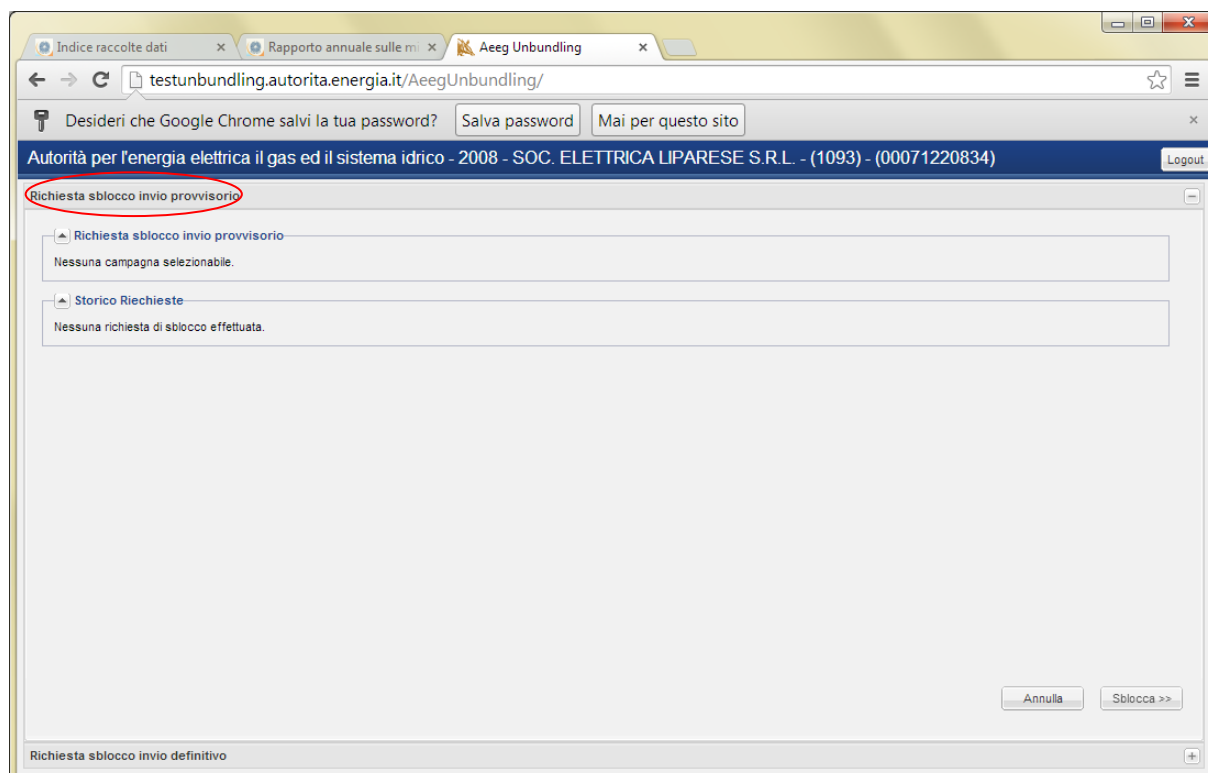 Indice raccolte dati
Rapporto annuale sulle mi
Aeeg Unbundling
testunbundling.autorita.energia.it/AeegUnbundling/
Desideri che Google Chrome salvi la tua password? Salva password Mai per questo sito
Autorità per l'energia elettrica il gas ed il sistema idrico - 2008 - SOC. ELETTRICA LIPARESE S.R.L. - (1093) - (00071220834) Logout
Richiesta sblocco invio provvisorio
Richiesta sblocco invio provvisorio
Nessuna campagna selezionabile.
Storico Riechieste
Nessuna richiesta di sblocco effettuata.
Annulla Sblocca >>
Richiesta sblocco invio definitivo